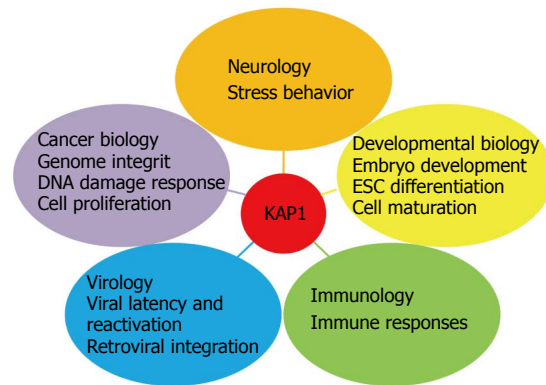 Neurology
Stress behavior
Cancer biology
Genome integrit
DNA damage response
Cell proliferation
Developmental biology
Embryo development
ESC differentiation
Cell maturation
KAP1
Virology
Viral latency and
reactivation
Retroviral integration
Immunology
Immune responses